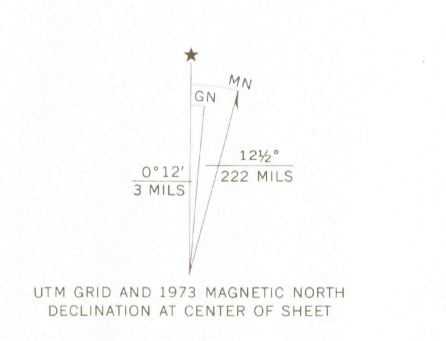 ★
MN
GN
0°12'
3 MILS
12½°
222 MILS
UTM GRID AND 1973 MAGNETIC NORTH
DECLINATION AT CENTER OF SHEET